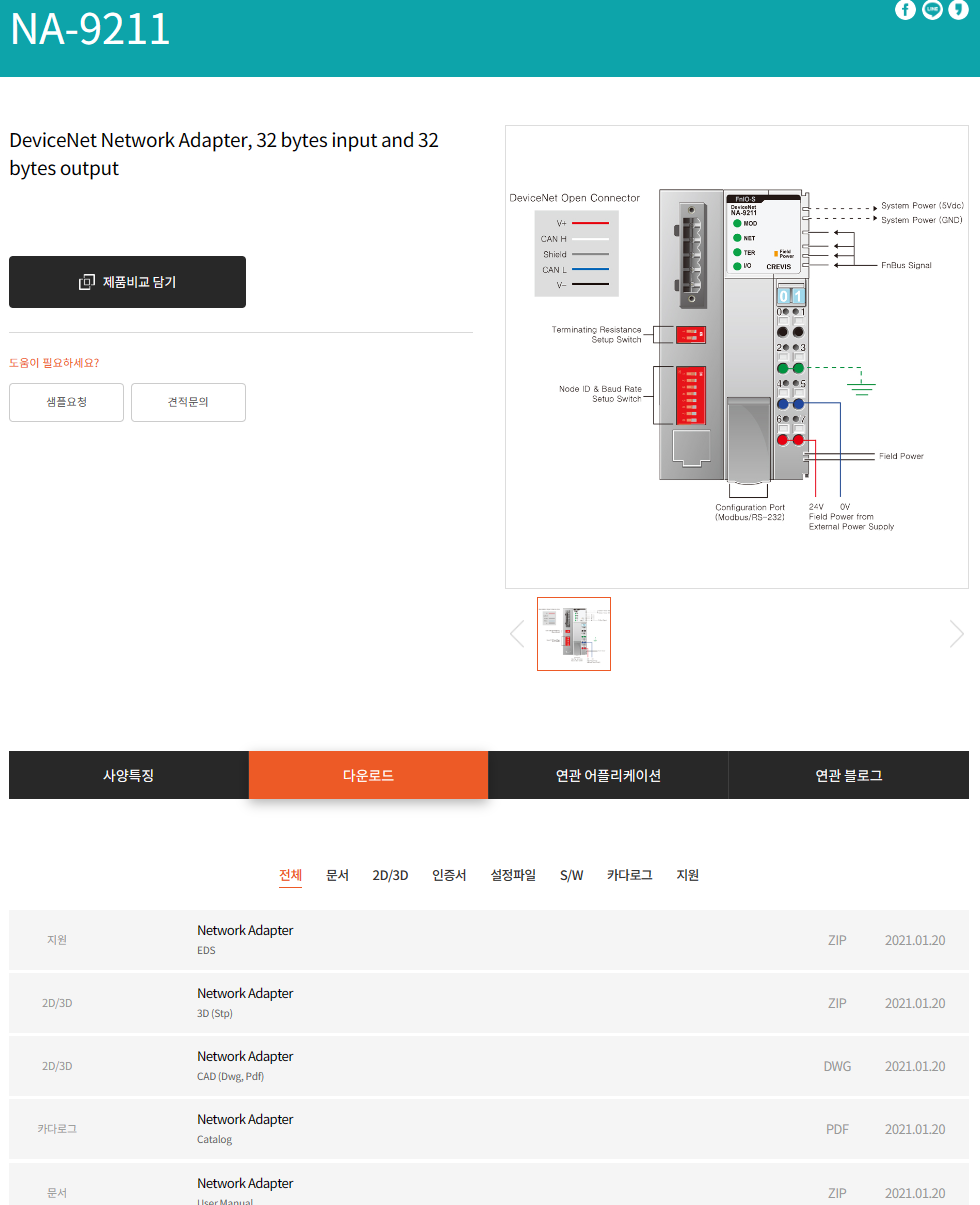 NA-9211
DeviceNet Network Adapter, 32 bytes input and 32
bytes output
제품비교 담기
도움이 필요하세요?
샘플요청
견적문의
DeviceNet Open Connector
V+
CAN H
Shield
CAN L
V-
Terminating Resistance
Setup Switch
Node ID & Baud Rate
Setup Switch
FnIO-S
DeviceNet
NA-9211
MOD
NET
TER
I/O
Field
Power
CREVIS
0 1
0 1
2 3
4 5
6 7
System Power (5Vdc)
System Power (GND)
FnBus Signal
Field Power
Configuration Port
(Modbus/RS-232)
24V 0V
Field Power from
External Power Supply
사양특징
다운로드
연관 어플리케이션
연관 블로그
전체 문서 2D/3D 인증서 설정파일 S/W 카다로그 지원
지원 Network Adapter ZIP 2021.01.20
EDS
2D/3D Network Adapter ZIP 2021.01.20
3D (Stp)
2D/3D Network Adapter DWG 2021.01.20
CAD (Dwg, Pdf)
카다로그 Network Adapter PDF 2021.01.20
Catalog
문서 Network Adapter ZIP 2021.01.20
User Manual